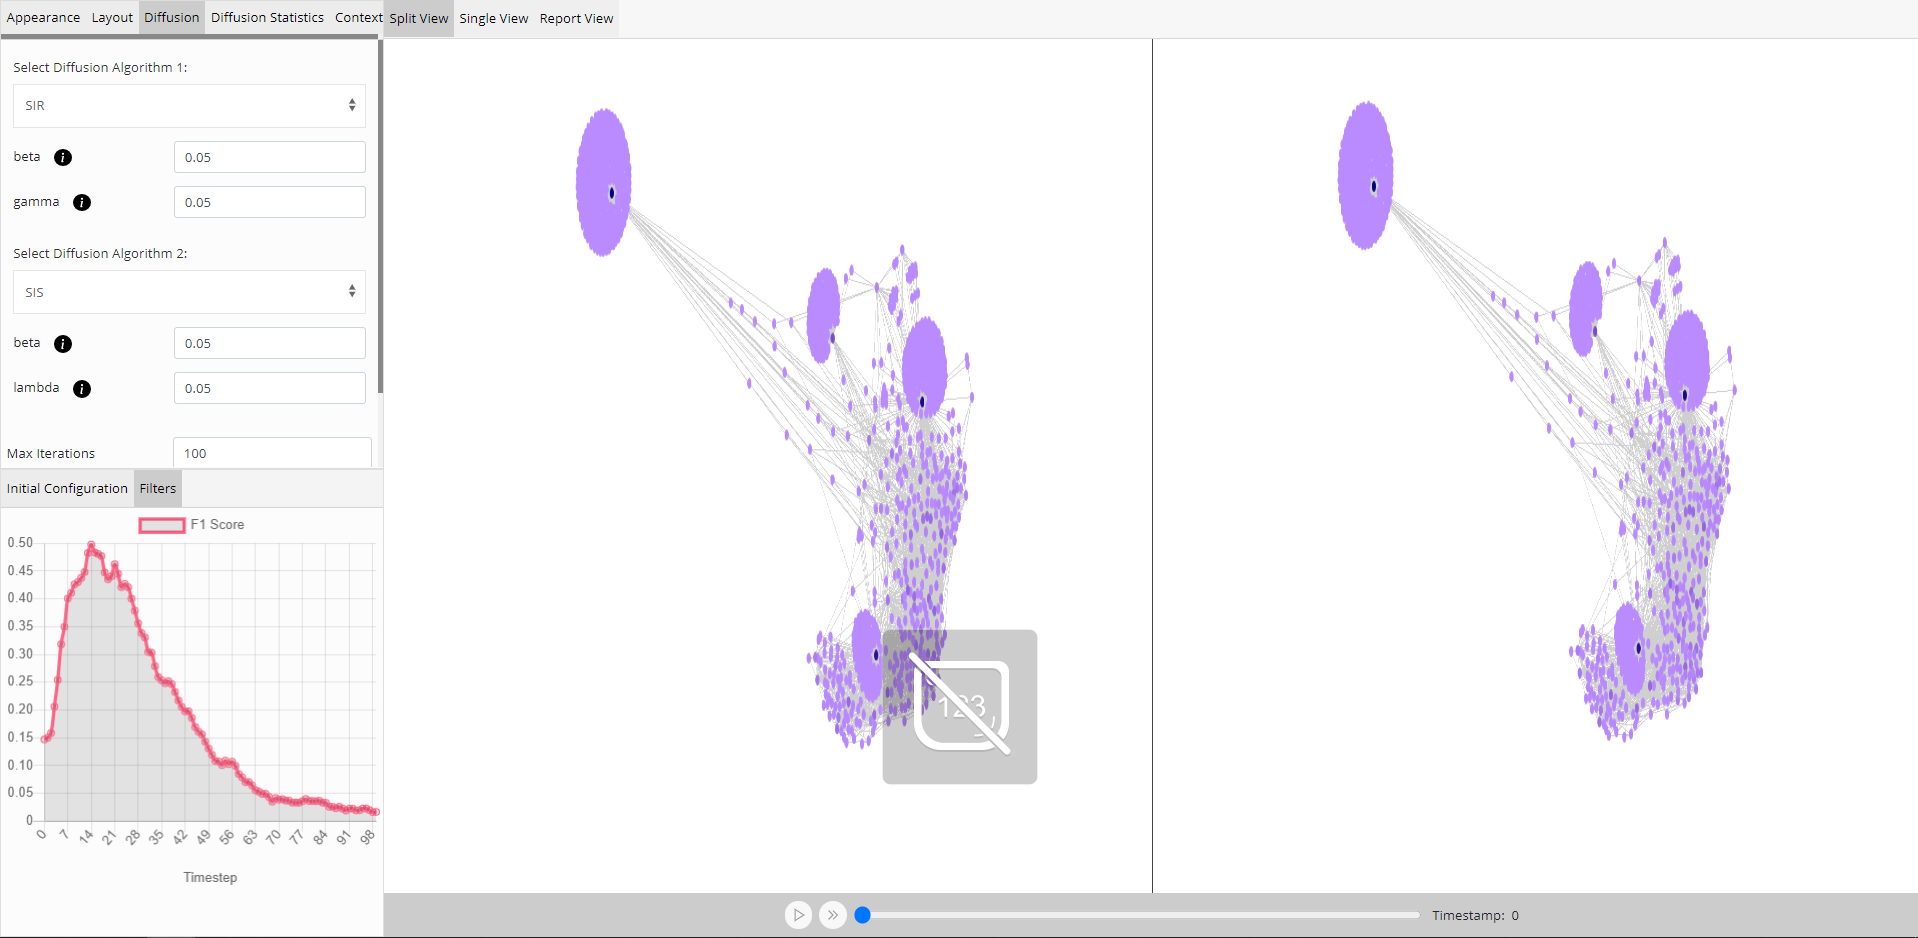 Appearance Layout Diffusion Diffusion Statistics Context Split View Single View Report View
Select Diffusion Algorithm 1:
SIR
beta i 0.05
gamma i 0.05
Select Diffusion Algorithm 2:
SIS
beta i 0.05
lambda i 0.05
Max Iterations 100
Initial Configuration Filters
F1 Score
0.50
0.45
0.40
0.35
0.30
0.25
0.20
0.15
0.10
0.05
0
0 7 14 21 28 35 42 49 56 63 70 77 84 91 98
Timestep
123
Timestamp: 0